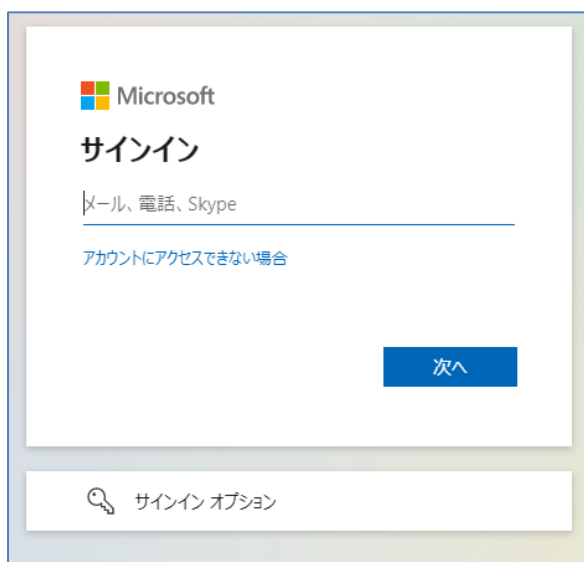 Microsoft
サインイン
メール、電話、Skype
アカウントにアクセスできない場合
次へ
サインイン オプション